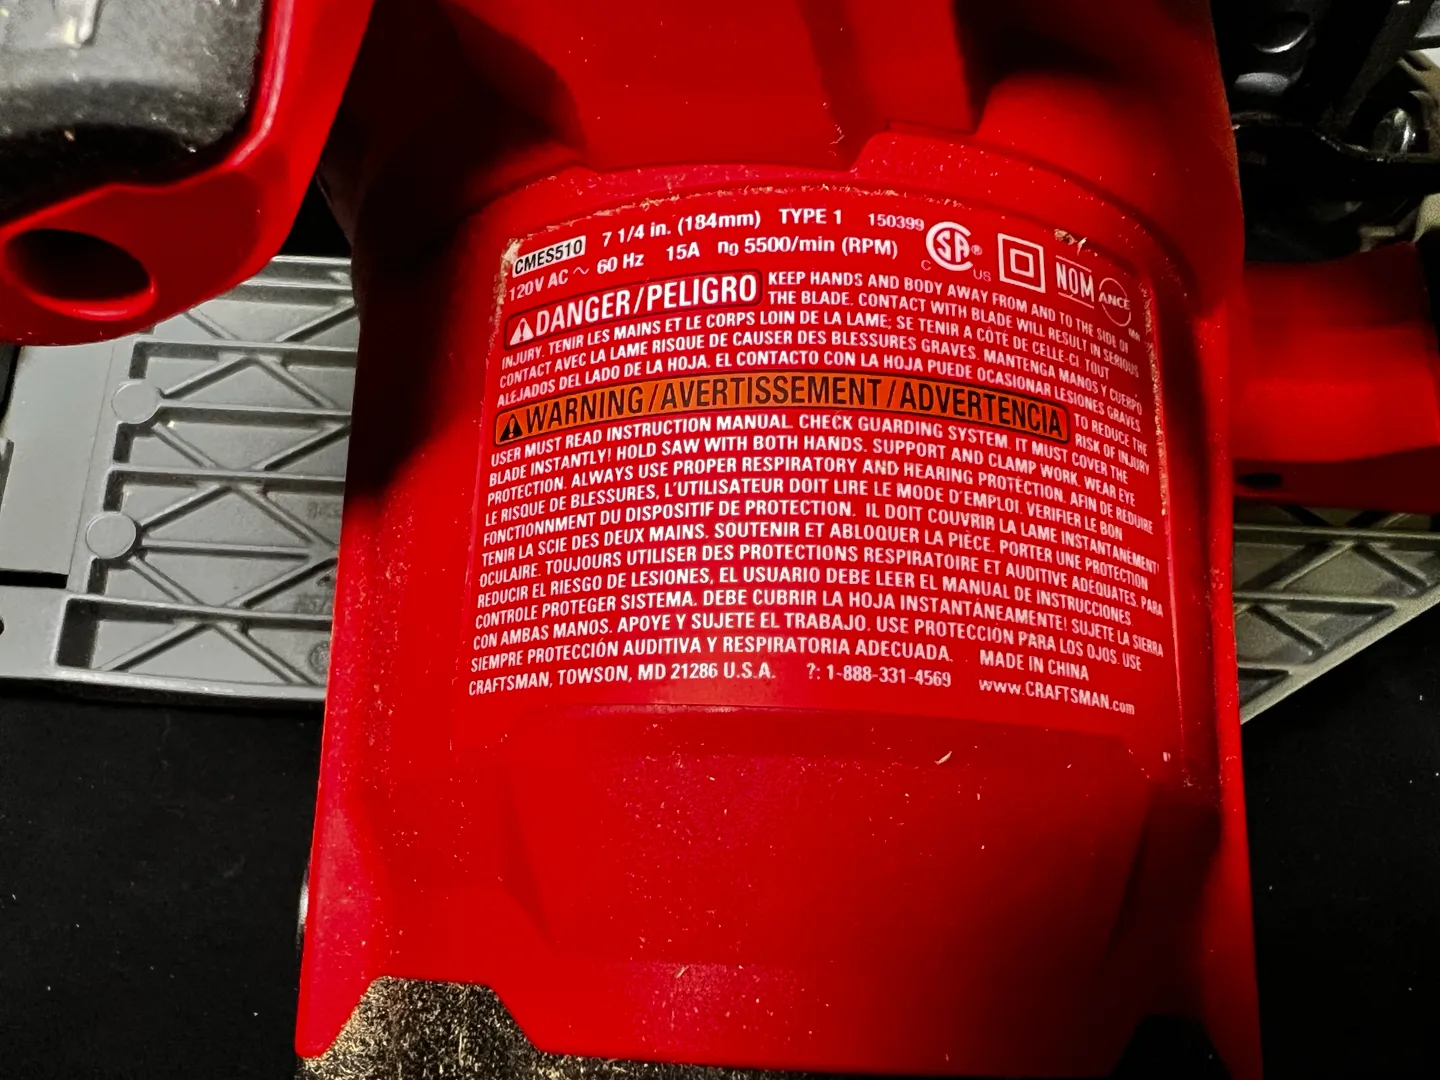 CMES510 7 1/4 in. (184mm) TYPE 1 150399
120V AC ~ 60 Hz 15A n0 5500/min (RPM)
C SA® US NOM ANCE
DANGER/PELIGRO KEEP HANDS AND BODY AWAY FROM AND TO THE SIDE OF
THE BLADE. CONTACT WITH BLADE WILL RESULT IN SERIOUS
INJURY. TENIR LES MAINS ET LE CORPS LOIN DE LA LAME; SE TENIR A CÔTE DE CELLE-CI. TOUT
CONTACT AVEC LA LAME RISQUE DE CAUSER DES BLESSURES GRAVES. MANTENGA MANOS Y CUERPO
ALEJADOS DEL LADO DE LA HOJA. EL CONTACTO CON LA HOJA PUEDE OCASIONAR LESIONES GRAVES.
WARNING/AVERTISSEMENT/ADVERTENCIA TO REDUCE THE
RISK OF INJURY
USER MUST READ INSTRUCTION MANUAL. CHECK GUARDING SYSTEM. IT MUST COVER THE
BLADE INSTANTLY! HOLD SAW WITH BOTH HANDS. SUPPORT AND CLAMP WORK. WEAR EYE
PROTECTION. ALWAYS USE PROPER RESPIRATORY AND HEARING PROTECTION. AFIN DE REDUIRE
LE RISQUE DE BLESSURES, L'UTILISATEUR DOIT LIRE LE MODE D'EMPLOI. VERIFIER LE BON
FONCTIONNMENT DU DISPOSITIF DE PROTECTION. IL DOIT COUVRIR LA LAME INSTANTANEMENT!
TENIR LA SCIE DES DEUX MAINS. SOUTENIR ET ABLOQUER LA PIÈCE. PORTER UNE PROTECTION
OCULAIRE. TOUJOURS UTILISER DES PROTECTIONS RESPIRATOIRE ET AUDITIVE ADEQUATES. PARA
REDUCIR EL RIESGO DE LESIONES, EL USUARIO DEBE LEER EL MANUAL DE INSTRUCCIONES
CONTROLE PROTEGER SISTEMA. DEBE CUBRIR LA HOJA INSTANTANEAMENTE! SUJETE LA SIERRA
CON AMBAS MANOS. APOYE Y SUJETE EL TRABAJO. USE PROTECCION PARA LOS OJOS. USE
SIEMPRE PROTECCIÓN AUDITIVA Y RESPIRATORIA ADECUADA. MADE IN CHINA
CRAFTSMAN, TOWSON, MD 21286 U.S.A. ?: 1-888-331-4569 www.CRAFTSMAN.com